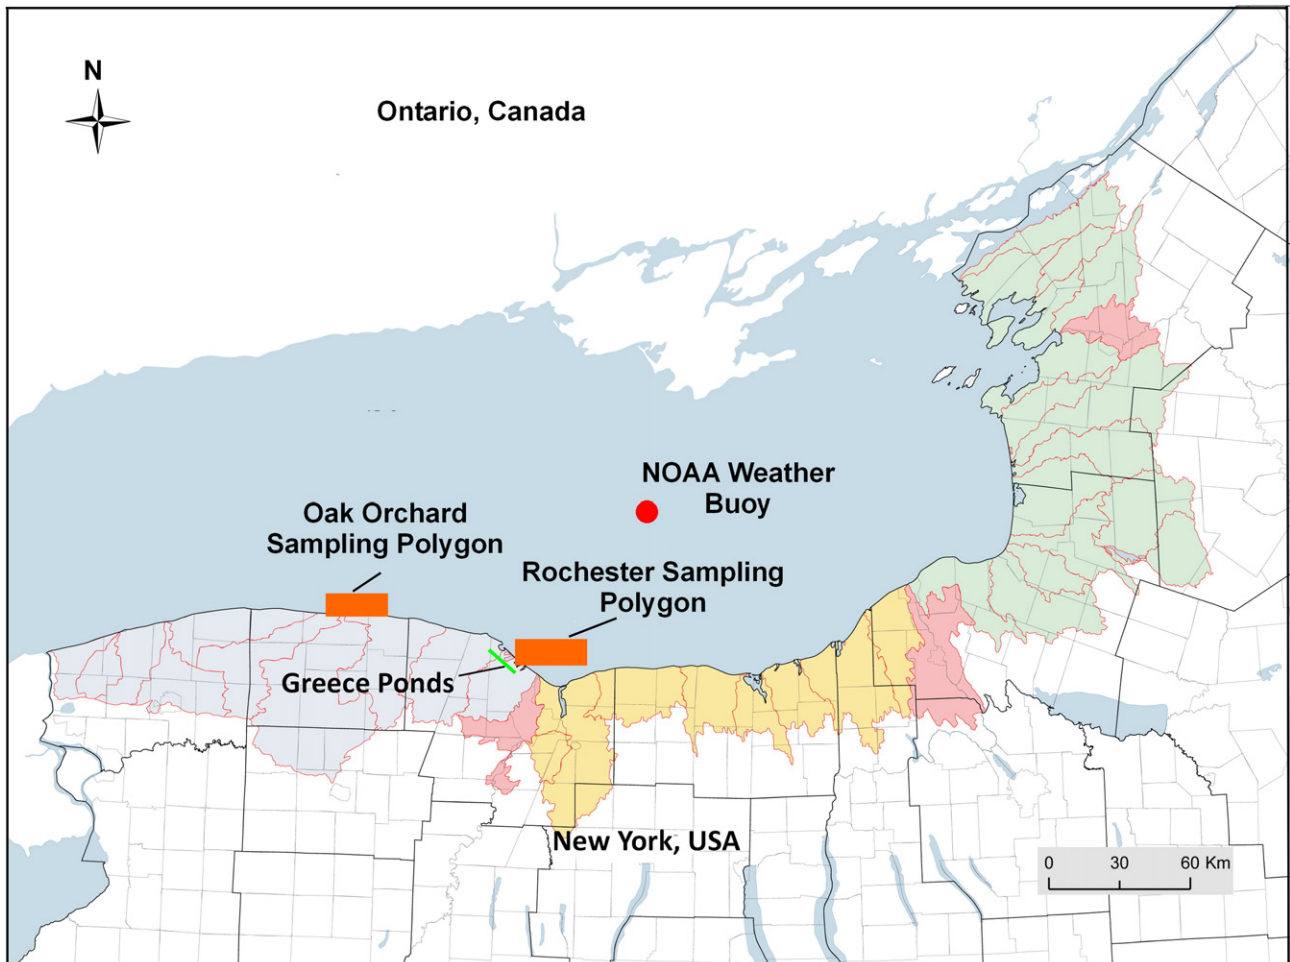 N
Ontario, Canada
NOAA Weather
Buoy
Oak Orchard
Sampling Polygon
Rochester Sampling
Polygon
Greece Ponds
New York, USA
0 30 60 Km